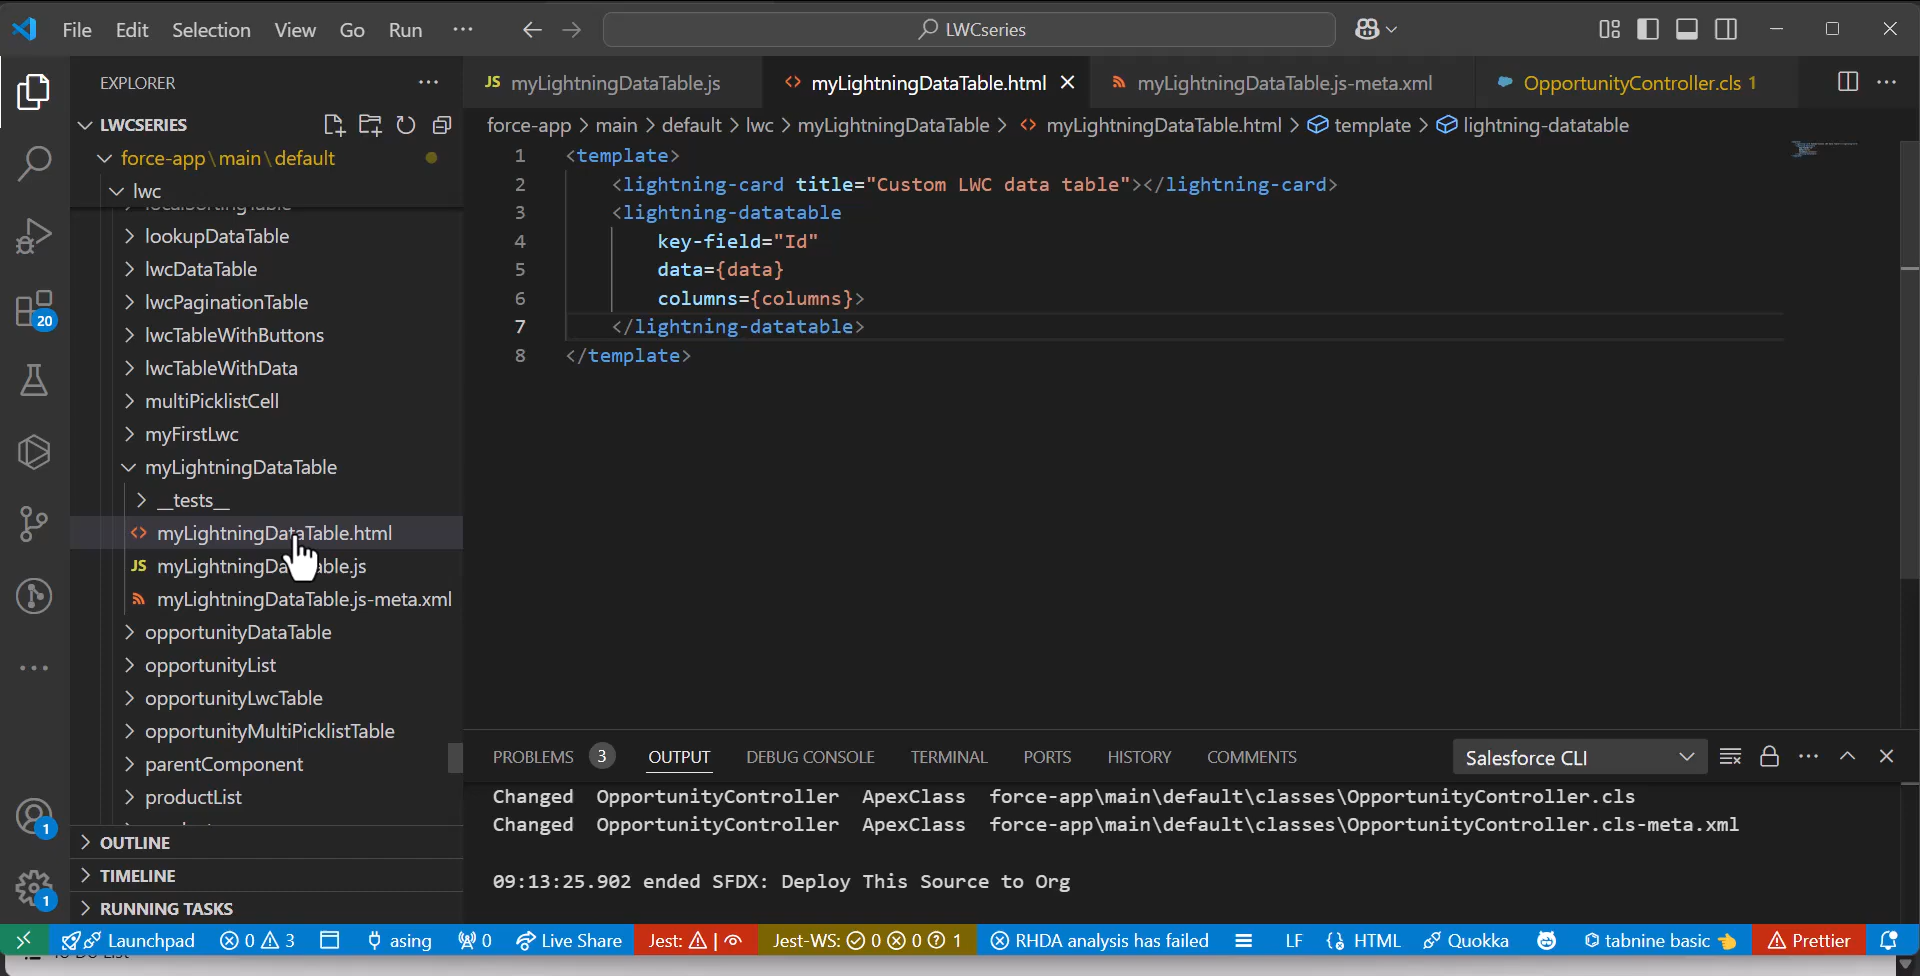 File Edit Selection View Go Run
LWCseries
EXPLORER
LWCSERIES
force-app\main\default
lwc
lookupDataTable
lwcDataTable
lwcPaginationTable
lwcTableWithButtons
lwcTableWithData
multiPicklistCell
myFirstLwc
myLightningDataTable
__tests__
myLightningDataTable.html
myLightningDataTable.js
myLightningDataTable.js-meta.xml
opportunityDataTable
opportunityList
opportunityLwcTable
opportunityMultiPicklistTable
parentComponent
productList
OUTLINE
TIMELINE
RUNNING TASKS
20
1
1
JS myLightningDataTable.js <> myLightningDataTable.html myLightningDataTable.js-meta.xml OpportunityController.cls 1
force-app > main > default > lwc > myLightningDataTable > <> myLightningDataTable.html > template > lightning-datatable
1 <template>
2 <lightning-card title="Custom LWC data table"></lightning-card>
3 <lightning-datatable
4 key-field="Id"
5 data={data}
6 columns={columns}>
7 </lightning-datatable>
8 </template>
PROBLEMS 3 OUTPUT DEBUG CONSOLE TERMINAL PORTS HISTORY COMMENTS Salesforce CLI
Changed OpportunityController ApexClass force-app\main\default\classes\OpportunityController.cls
Changed OpportunityController ApexClass force-app\main\default\classes\OpportunityController.cls-meta.xml
09:13:25.902 ended SFDX: Deploy This Source to Org
Launchpad 0 3 asing 0 Live Share Jest: | Jest-WS: 0 0 1 RHDA analysis has failed LF {} HTML Quokka tabnine basic Prettier